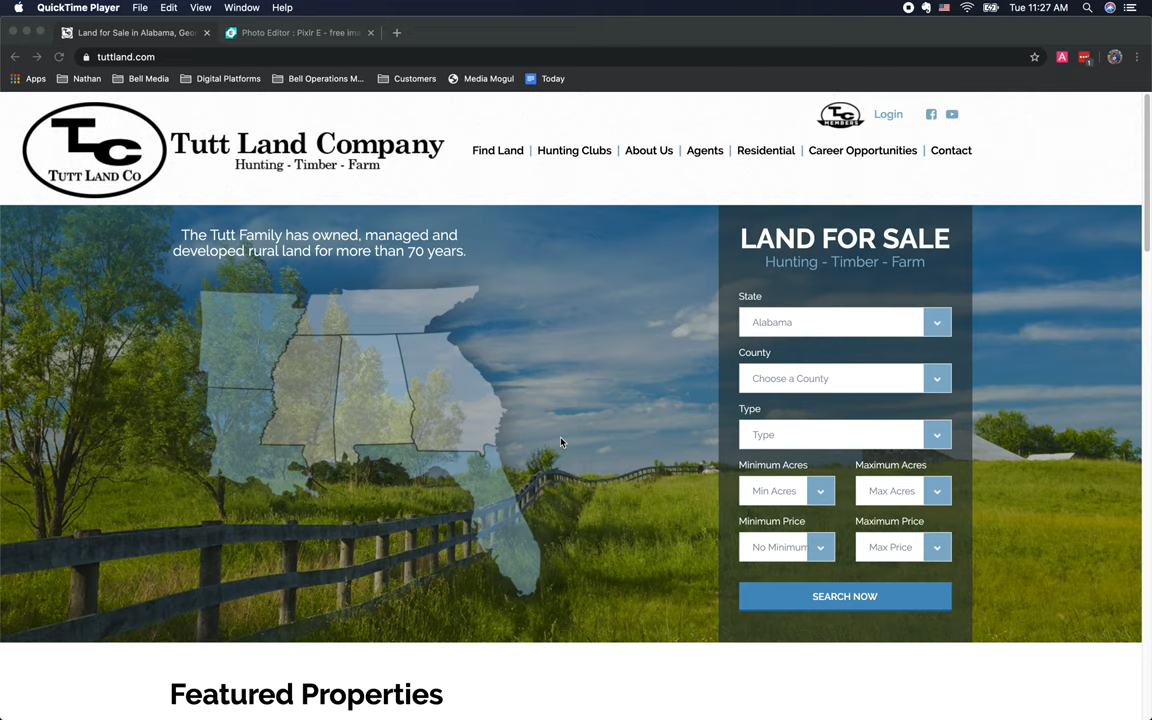 QuickTime Player File Edit View Window Help Tue 11:27 AM
Land for Sale in Alabama, Geor Photo Editor : Pixlr E - free ima
tuttland.com
Apps Nathan Bell Media Digital Platforms Bell Operations M... Customers Media Mogul Today
TC
TUTT LAND CO
Tutt Land Company
Hunting - Timber - Farm
TC
MEMBERS
Login
Find Land | Hunting Clubs | About Us | Agents | Residential | Career Opportunities | Contact
The Tutt Family has owned, managed and
developed rural land for more than 70 years.
LAND FOR SALE
Hunting - Timber - Farm
State
Alabama
County
Choose a County
Type
Type
Minimum Acres Maximum Acres
Min Acres Max Acres
Minimum Price Maximum Price
No Minimum Max Price
SEARCH NOW
Featured Properties